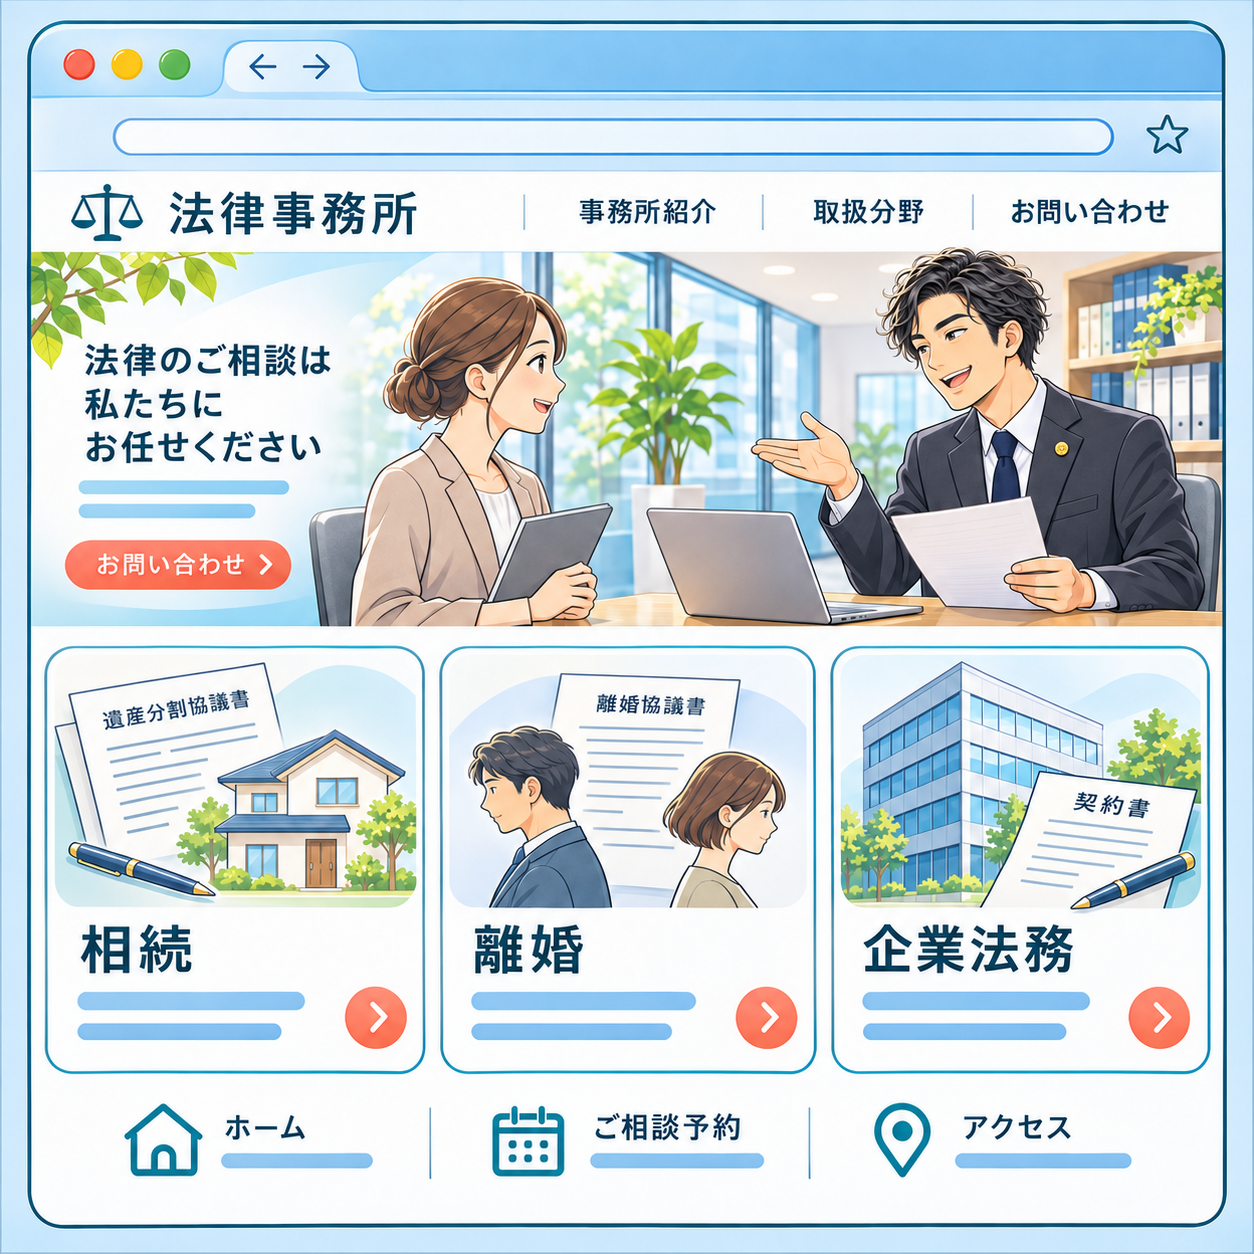 法律事務所
事務所紹介
取扱分野
お問い合わせ
法律のご相談は
私たちに
お任せください
お問い合わせ
遺産分割協議書
離婚協議書
契約書
相続
離婚
企業法務
ホーム
ご相談予約
アクセス